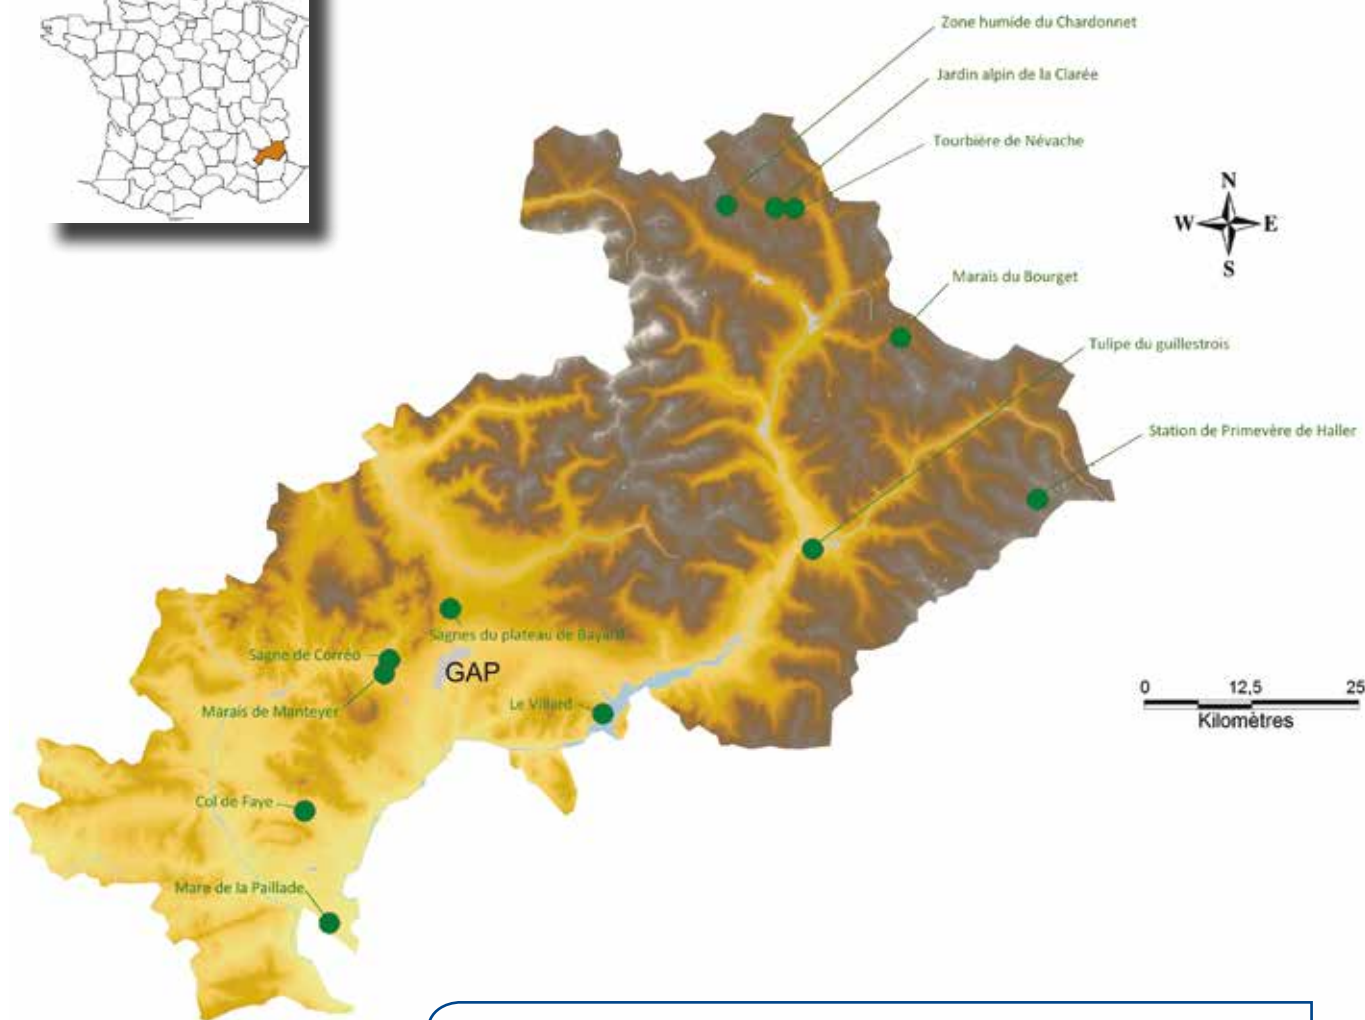 Zone humide du Chardonnet
Jardin alpin de la Clarée
Tourbière de Névache
N
W E
S
Marais du Bourget
Tulipe du guillestrois
Station de Primevère de Haller
Sagnes du plateau de Bayard
Sagne de Corréo
GAP
Marais de Manteyer
Le Villard
0 12,5 25
Kilomètres
Col de Faye
Mare de la Paillade